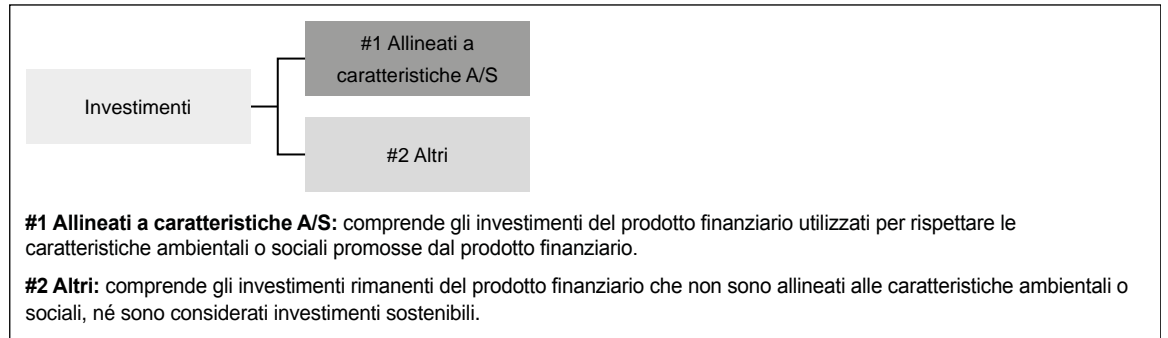 #1 Allineati a
caratteristiche A/S
Investimenti
#2 Altri
#1 Allineati a caratteristiche A/S: comprende gli investimenti del prodotto finanziario utilizzati per rispettare le
caratteristiche ambientali o sociali promosse dal prodotto finanziario.
#2 Altri: comprende gli investimenti rimanenti del prodotto finanziario che non sono allineati alle caratteristiche ambientali o
sociali, né sono considerati investimenti sostenibili.